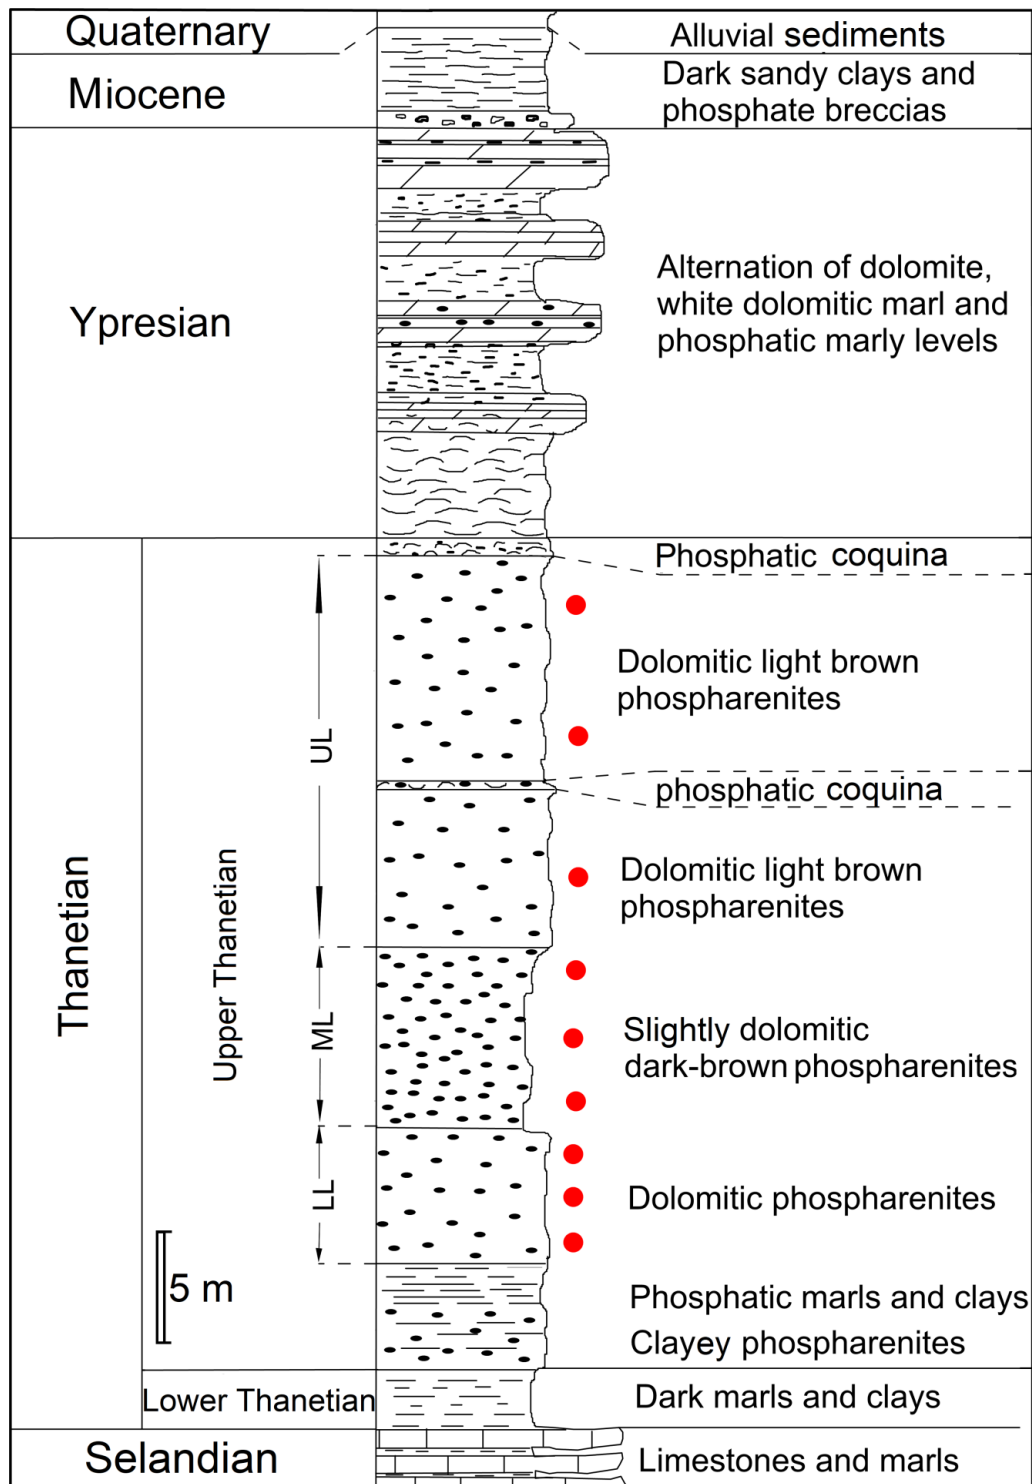 Quaternary
Alluvial sediments
Miocene
Dark sandy clays and
phosphate breccias
Ypresian
Alternation of dolomite,
white dolomitic marl and
phosphatic marly levels
Thanetian
Upper Thanetian
UL
ML
LL
5 m
Phosphatic coquina
Dolomitic light brown
phospharenites
phosphatic coquina
Dolomitic light brown
phospharenites
Slightly dolomitic
dark-brown phospharenites
Dolomitic phospharenites
Phosphatic marls and clays
Clayey phospharenites
Lower Thanetian
Dark marls and clays
Selandian
Limestones and marls